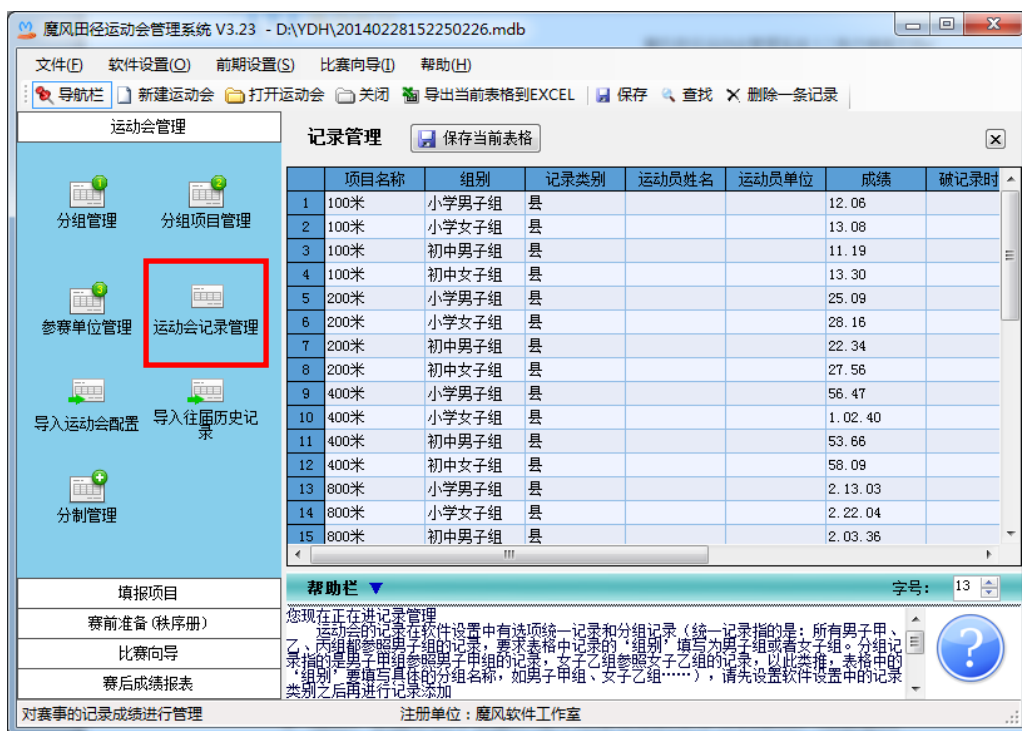 魔风田径运动会管理系统 V3.23 - D:\YDH\20140228152250226.mdb
文件(F) 软件设置(O) 前期设置(S) 比赛向导(I) 帮助(H)
导航栏 新建运动会 打开运动会 关闭 导出当前表格到EXCEL 保存 查找 删除一条记录
运动会管理
分组管理 分组项目管理
参赛单位管理 运动会记录管理
导入运动会配置 导入往届历史记
录
分制管理
填报项目
赛前准备(秩序册)
比赛向导
赛后成绩报表
记录管理 保存当前表格
项目名称 组别 记录类别 运动员姓名 运动员单位 成绩 破记录时
1 100米 小学男子组 县 12.06
2 100米 小学女子组 县 13.08
3 100米 初中男子组 县 11.19
4 100米 初中女子组 县 13.30
5 200米 小学男子组 县 25.09
6 200米 小学女子组 县 28.16
7 200米 初中男子组 县 22.34
8 200米 初中女子组 县 27.56
9 400米 小学男子组 县 56.47
10 400米 小学女子组 县 1.02.40
11 400米 初中男子组 县 53.66
12 400米 初中女子组 县 58.09
13 800米 小学男子组 县 2.13.03
14 800米 小学女子组 县 2.22.04
15 800米 初中男子组 县 2.03.36
帮助栏 ▼ 字号: 13
您现在正在进记录管理
运动会的记录在软件设置中有选项统一记录和分组记录（统一记录指的是：所有男子甲、
乙、丙组都参照男子组的记录，要求表格中记录的‘组别’填写为男子组或者女子组。分组记
录指的是男子甲组参照男子甲组的记录，女子乙组参照女子乙组的记录，以此类推，表格中的
‘组别’要填写具体的分组名称，如男子甲组、女子乙组……），请先设置软件设置中的记录
类别之后再进行记录添加
对赛事的记录成绩进行管理 注册单位：魔风软件工作室